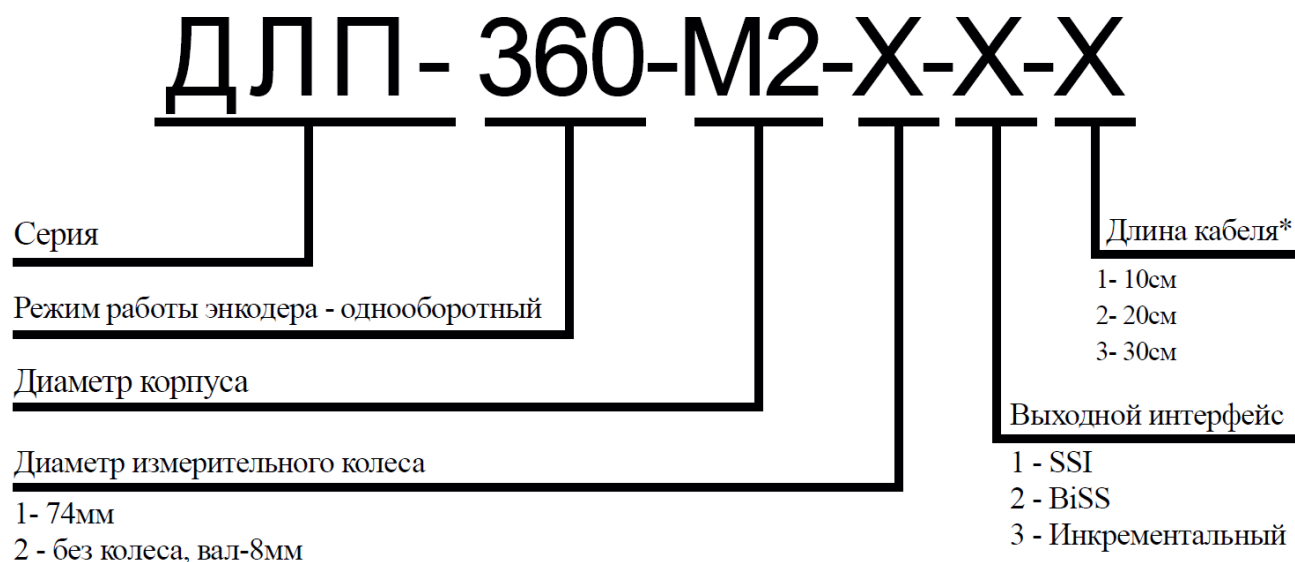 ДЛП- 360-М2-Х-Х-Х
Серия
Режим работы энкодера - однооборотный
Диаметр корпуса
Диаметр измерительного колеса
1- 74мм
2 - без колеса, вал-8мм
Длина кабеля*
1- 10см
2- 20см
3- 30см
Выходной интерфейс
1 - SSI
2 - BiSS
3 - Инкрементальный